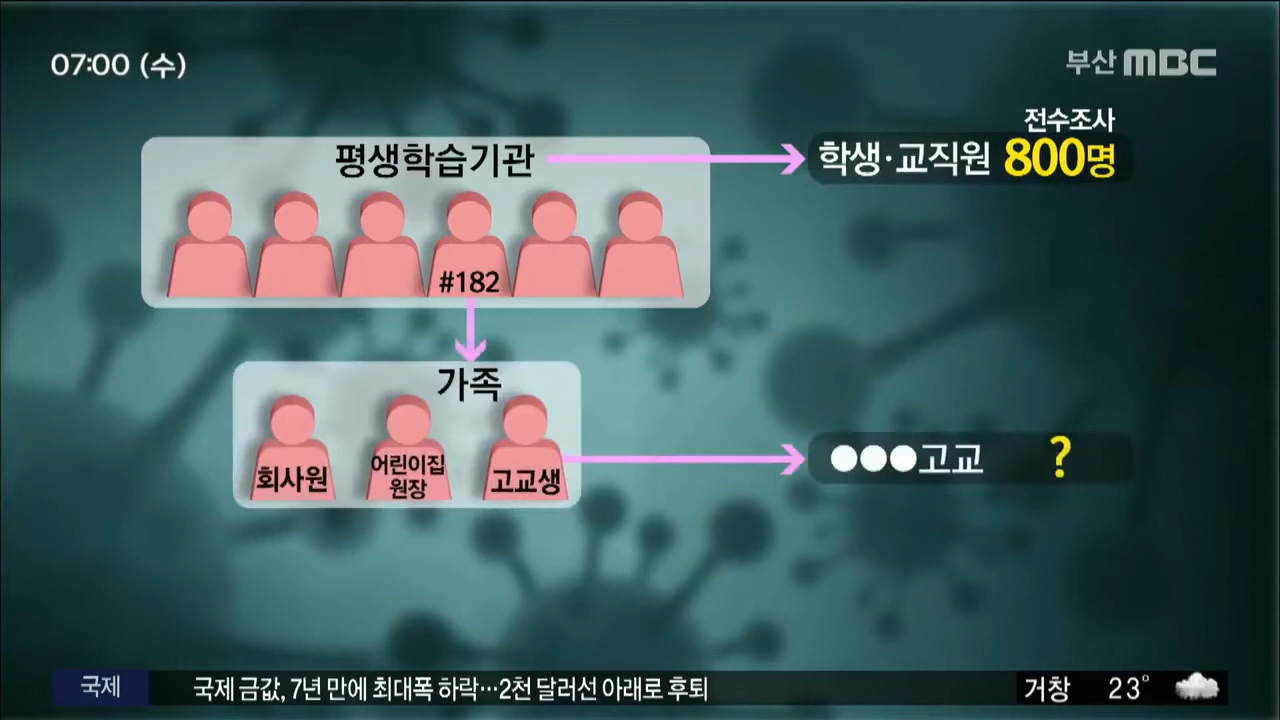 07:00 (수)
부산 MBC
전수조사
평생학습기관
학생·교직원 800명
#182
가족
회사원
어린이집
원장
고교생
●●●고교 ?
국제
국제 금값, 7년 만에 최대폭 하락…2천 달러선 아래로 후퇴
거창 23°